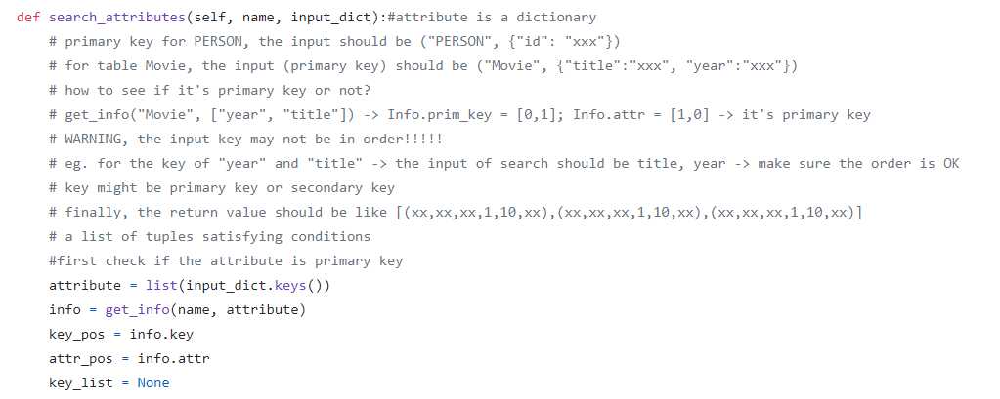 def search_attributes(self, name, input_dict):#attribute is a dictionary
    # primary key for PERSON, the input should be ("PERSON", {"id": "xxx"})
    # for table Movie, the input (primary key) should be ("Movie", {"title":"xxx", "year":"xxx"})
    # how to see if it's primary key or not?
    # get_info("Movie", ["year", "title"]) -> Info.prim_key = [0,1]; Info.attr = [1,0] -> it's primary key
    # WARNING, the input key may not be in order!!!!!
    # eg. for the key of "year" and "title" -> the input of search should be title, year -> make sure the order is OK
    # key might be primary key or secondary key
    # finally, the return value should be like [(xx,xx,xx,1,10,xx),(xx,xx,xx,1,10,xx),(xx,xx,xx,1,10,xx)]
    # a list of tuples satisfying conditions
    #first check if the attribute is primary key
    attribute = list(input_dict.keys())
    info = get_info(name, attribute)
    key_pos = info.key
    attr_pos = info.attr
    key_list = None